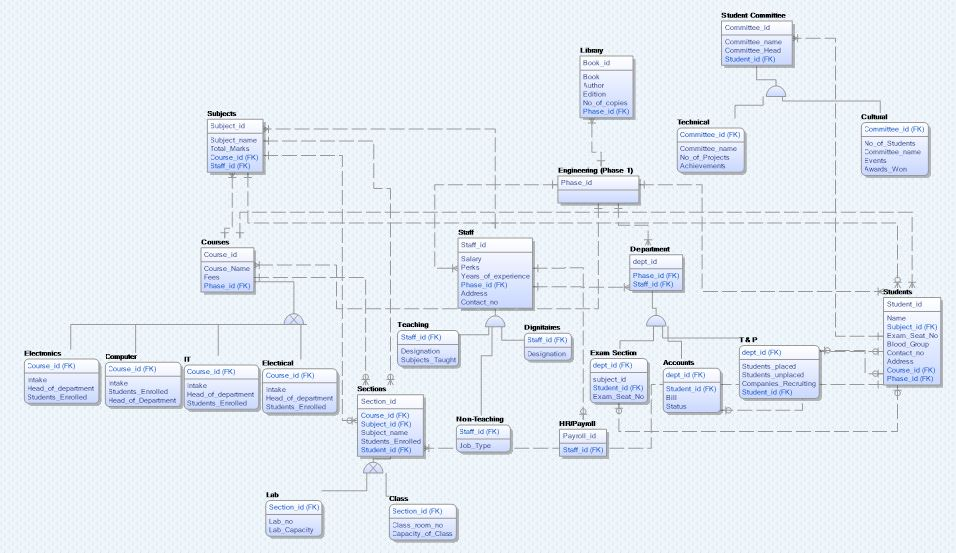 Student Committee
Committee_id
Committee_name
Committee_Head
Student_id (FK)
Library
Book_id
Book
Author
Edition
No_of_copies
Phase_id (FK)
Subjects
Subject_id
Subject_name
Total_Marks
Course_id (FK)
Staff_id (FK)
Technical
Committee_id (FK)
Committee_name
No_of_Projects
Achievements
Cultural
Committee_id (FK)
No_of_Students
Committee_name
Events
Awards_Won
Engineering (Phase 1)
Phase_id
Courses
Course_id
Course_Name
Fees
Phase_id (FK)
Staff
Staff_id
Salary
Perks
Years_of_experience
Phase_id (FK)
Address
Contact_no
Department
dept_id
Phase_id (FK)
Staff_id (FK)
Students
Student_id
Name
Subject_id (FK)
Exam_Seat_No
Blood_Group
Contact_no
Address
Course_id (FK)
Phase_id (FK)
Teaching
Staff_id (FK)
Designation
Subjects_Taught
Dignitaires
Staff_id (FK)
Designation
Electronics
Course_id (FK)
Intake
Head_of_department
Students_Enrolled
Computer
Course_id (FK)
Intake
Students_Enrolled
Head_of_Department
IT
Course_id (FK)
Intake
Head_of_department
Students_Enrolled
Electrical
Course_id (FK)
Intake
Head_of_department
Students_Enrolled
Exam Section
dept_id (FK)
subject_id
Student_id (FK)
Exam_Seat_No
Accounts
dept_id (FK)
Student_id (FK)
Bill
Status
T & P
dept_id (FK)
Students_placed
Students_unplaced
Companies_Recruiting
Student_id (FK)
Sections
Section_id
Course_id (FK)
Subject_id (FK)
Subject_name
Students_Enrolled
Student_id (FK)
Non-Teaching
Staff_id (FK)
Job_Type
HR/Payroll
Payroll_id
Staff_id (FK)
Lab
Section_id (FK)
Lab_no
Lab_Capacity
Class
Section_id (FK)
Class_room_no
Capacity_of_Class